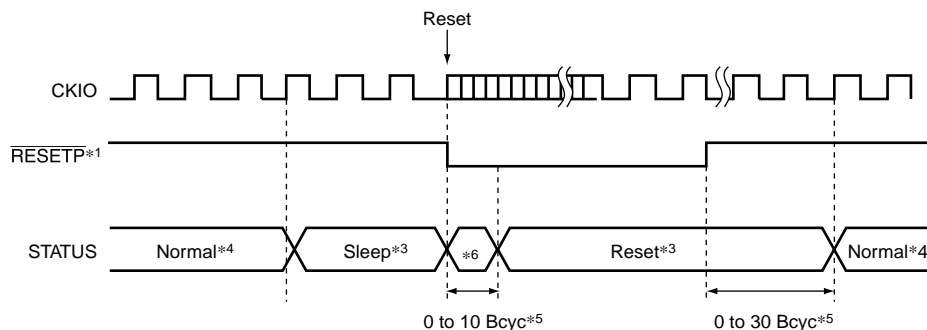 Reset
CKIO
RESETP*1
STATUS
Normal*4
Sleep*3
*6
Reset*3
Normal*4
0 to 10 Bcyc*5
0 to 30 Bcyc*5